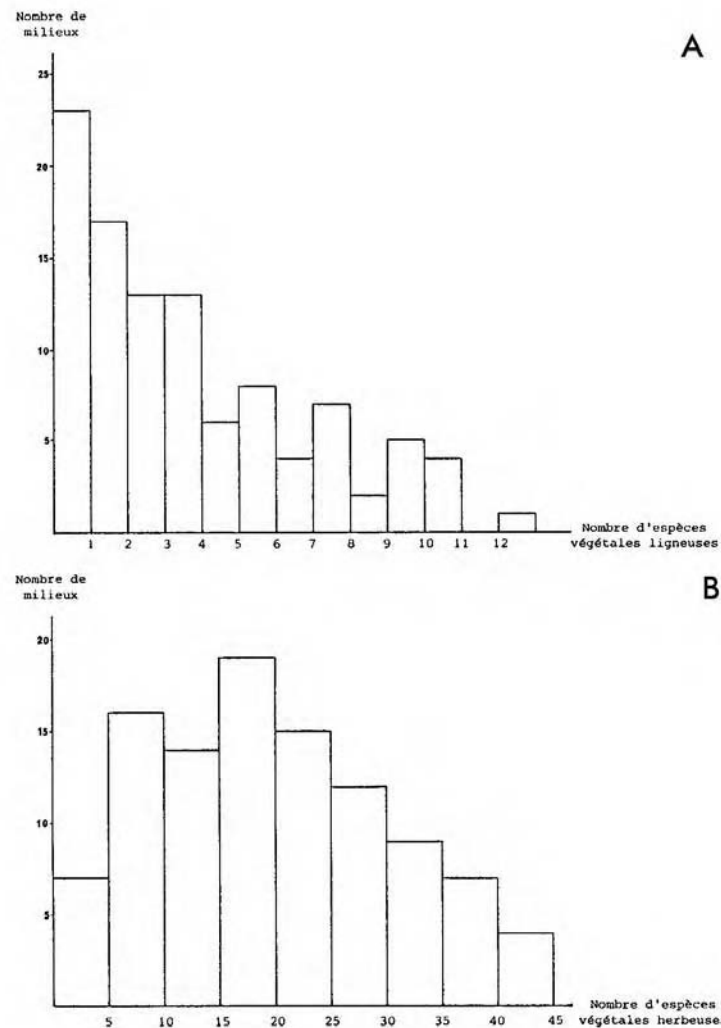 Nombre de
milieux
A
25
20
15
10
5
1 2 3 4 5 6 7 8 9 10 11 12
Nombre d'espèces
végétales ligneuses
Nombre de
milieux
B
20
15
10
5
5 10 15 20 25 30 35 40 45
Nombre d'espèces
végétales herbeuse